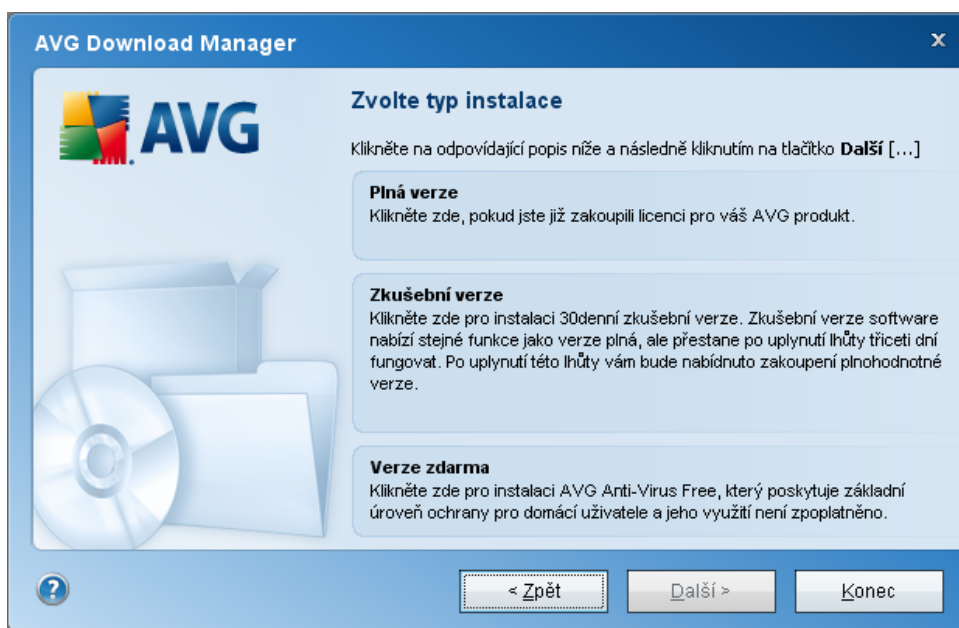 AVG Download Manager
x
AVG
Zvolte typ instalace
Klikněte na odpovídající popis níže a následně kliknutím na tlačítko Další [...]
Plná verze
Klikněte zde, pokud jste již zakoupili licenci pro váš AVG produkt.
Zkušební verze
Klikněte zde pro instalaci 30denní zkušební verze. Zkušební verze software
nabízí stejné funkce jako verze plná, ale přestane po uplynutí lhůty třiceti dní
fungovat. Po uplynutí této lhůty vám bude nabídnuto zakoupení plnohodnotné
verze.
Verze zdarma
Klikněte zde pro instalaci AVG Anti-Virus Free, který poskytuje základní
úroveň ochrany pro domácí uživatele a jeho využití není zpoplatněno.
?
< Zpět
Další >
Konec